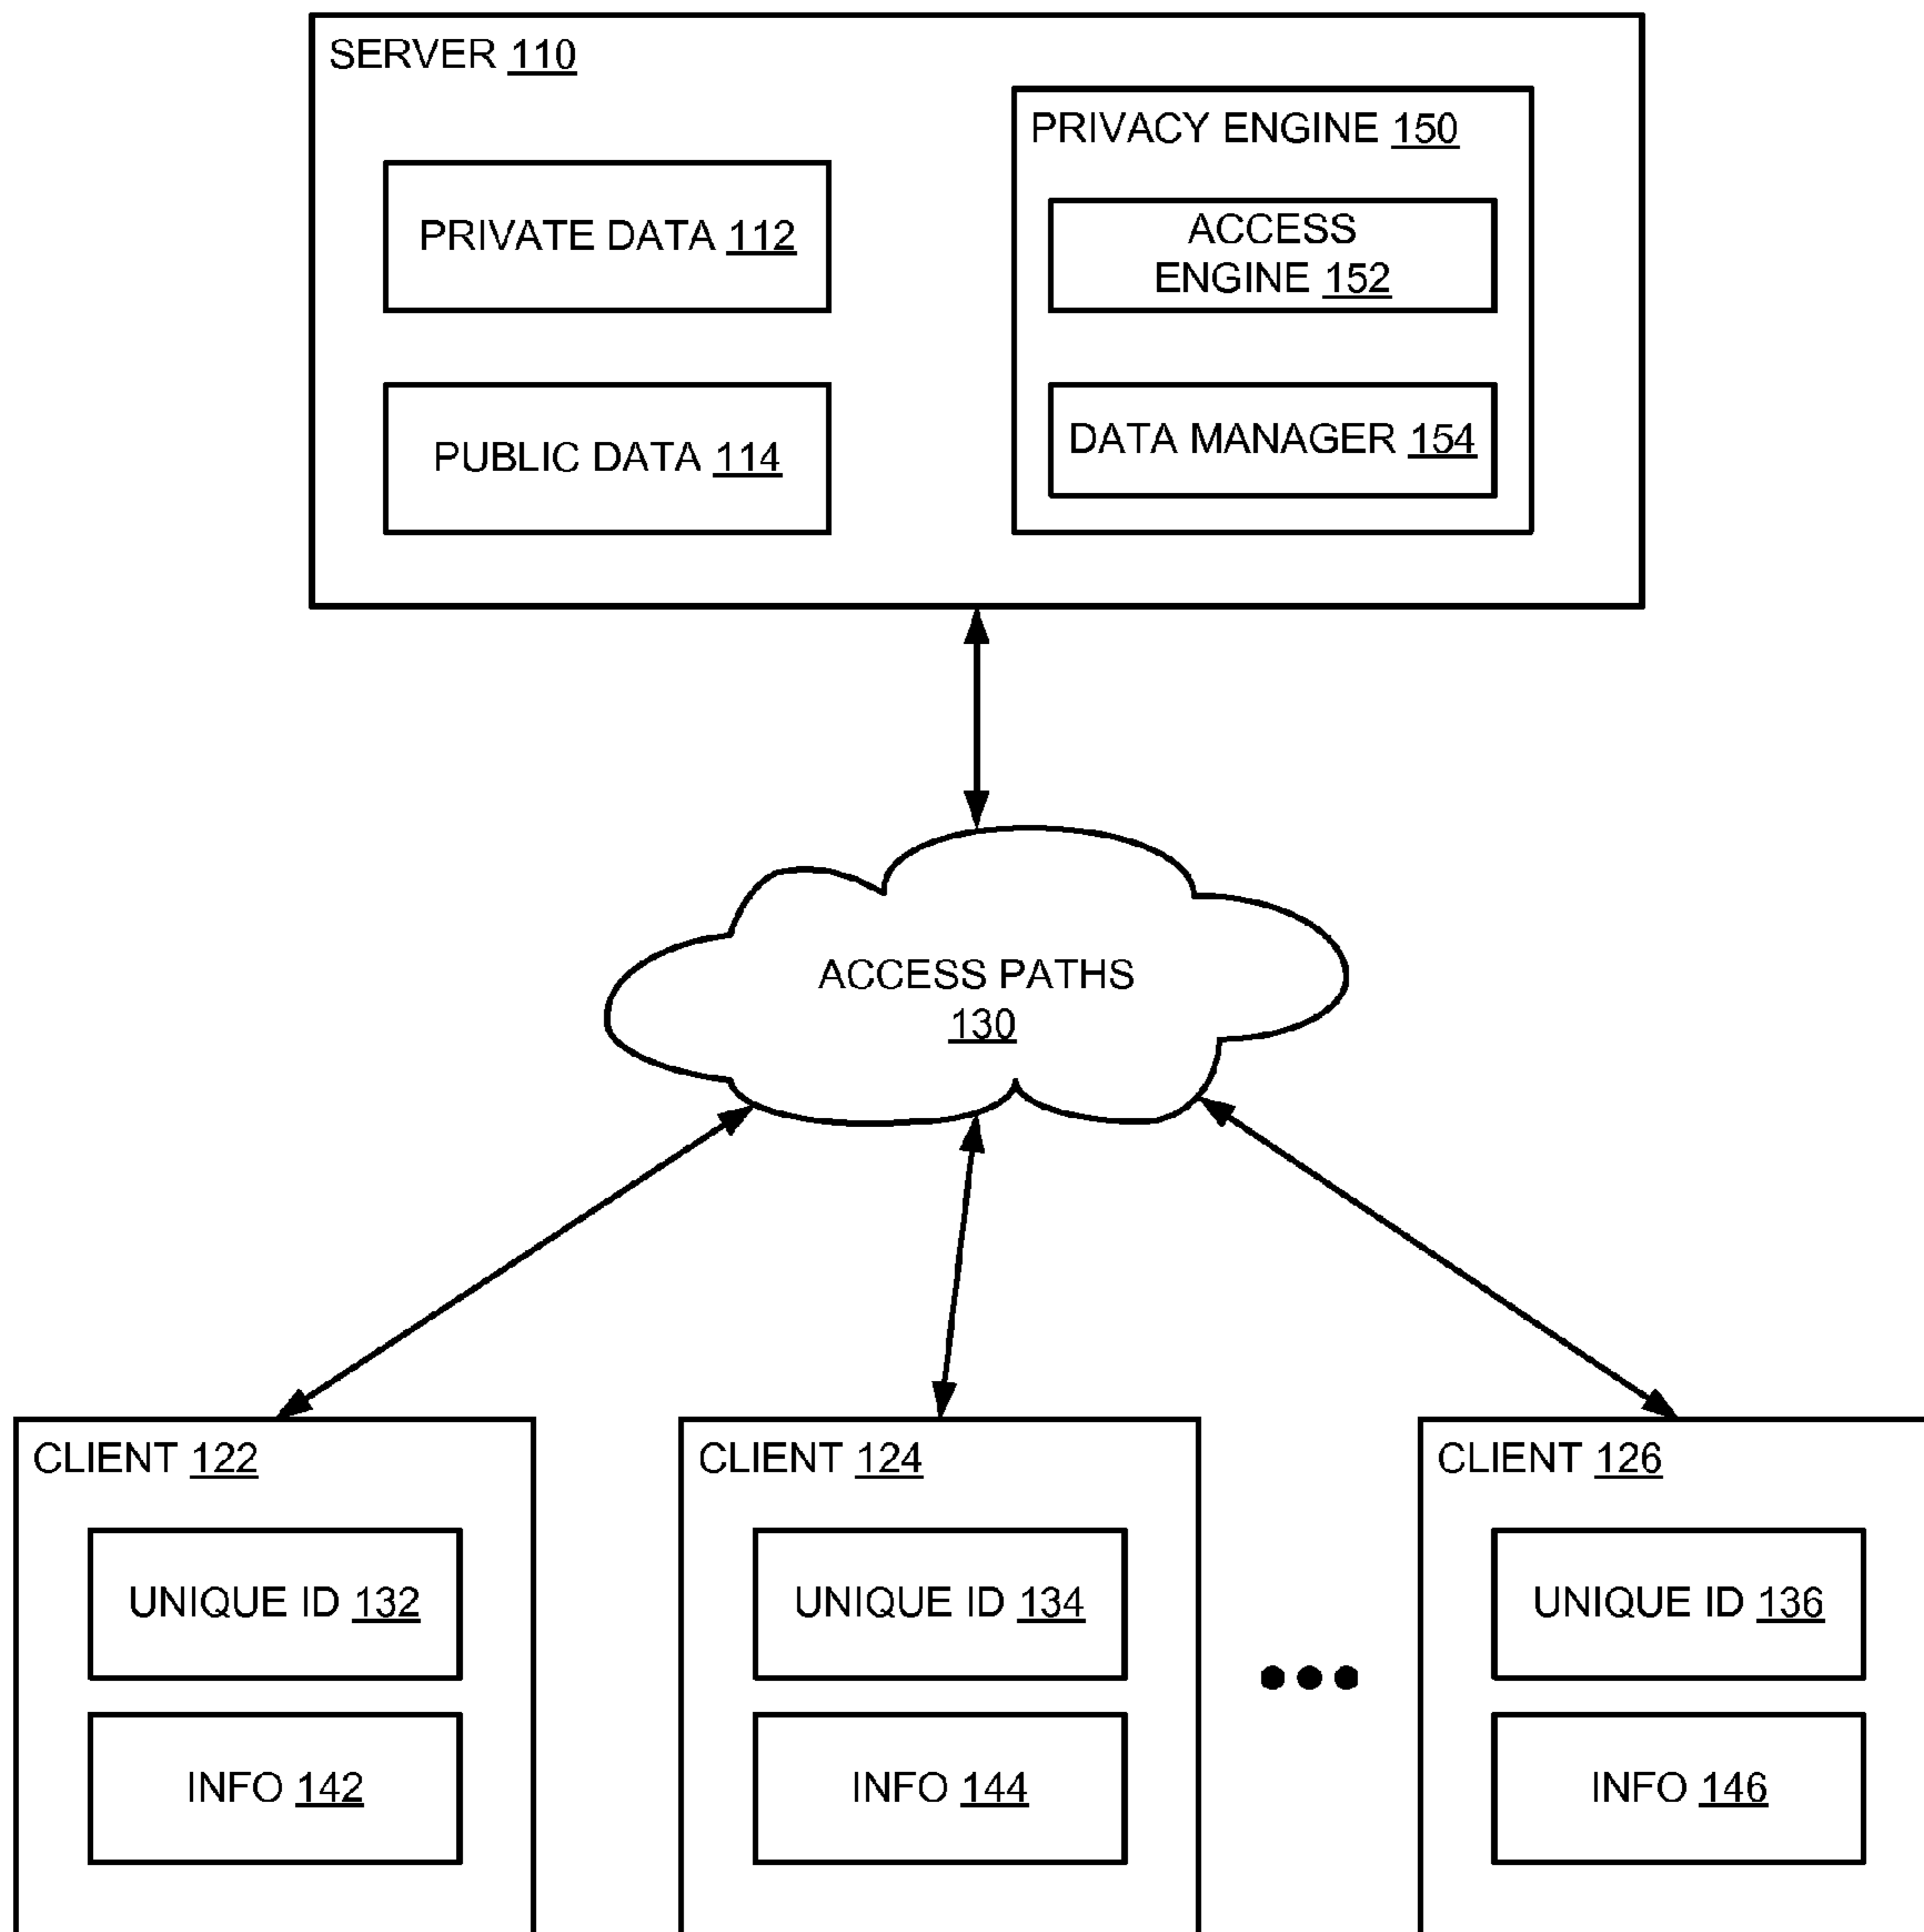 SERVER 110
PRIVATE DATA 112
PUBLIC DATA 114
PRIVACY ENGINE 150
ACCESS
ENGINE 152
DATA MANAGER 154
ACCESS PATHS
130
CLIENT 122
UNIQUE ID 132
INFO 142
CLIENT 124
UNIQUE ID 134
INFO 144
CLIENT 126
UNIQUE ID 136
INFO 146